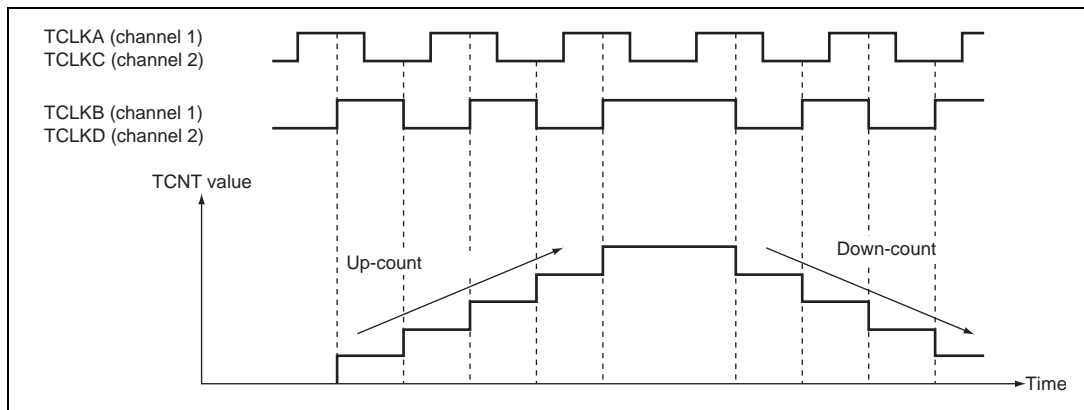 TCLKA (channel 1)
TCLKC (channel 2)
TCLKB (channel 1)
TCLKD (channel 2)
TCNT value
Up-count
Down-count
Time